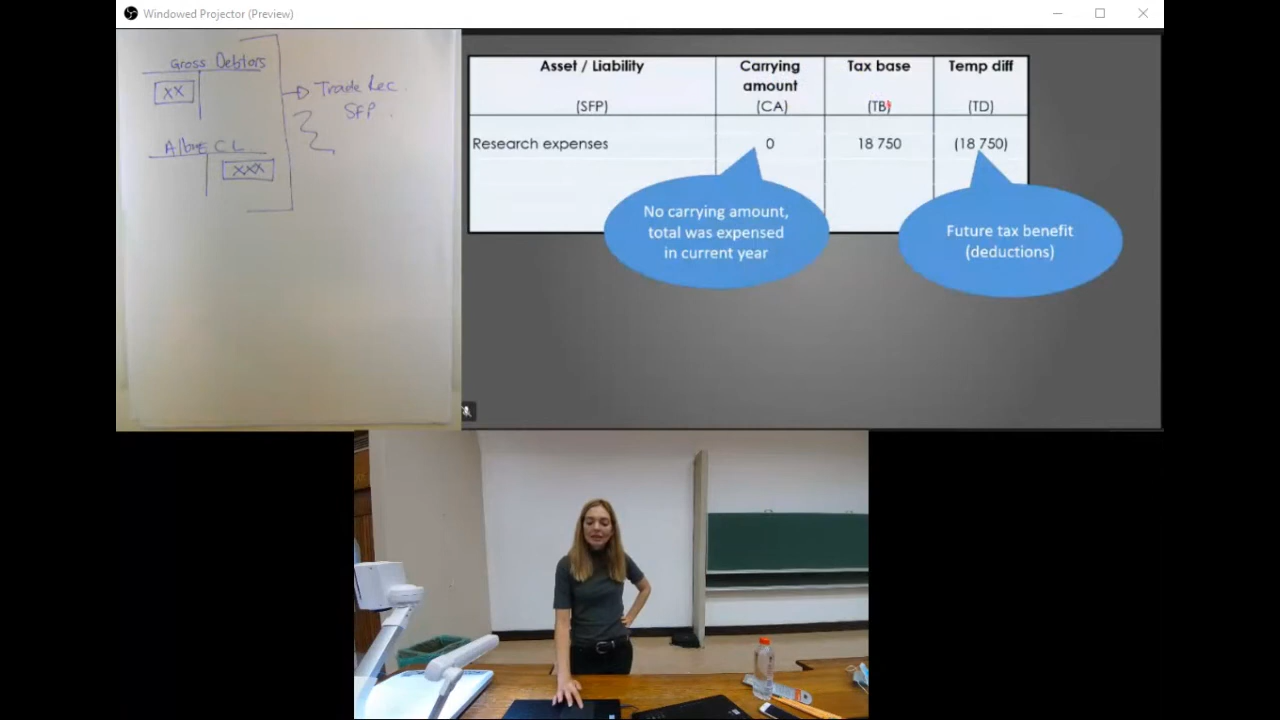 Windowed Projector (Preview)
Gross Debtors
XX
Trade Rec.
SFP.
CL
XXX
Asset / Liability
(SFP)
Carrying
amount
(CA)
Tax base
(TB)
Temp diff
(TD)
Research expenses
0
18 750
(18 750)
No carrying amount,
total was expensed
in current year
Future tax benefit
(deductions)